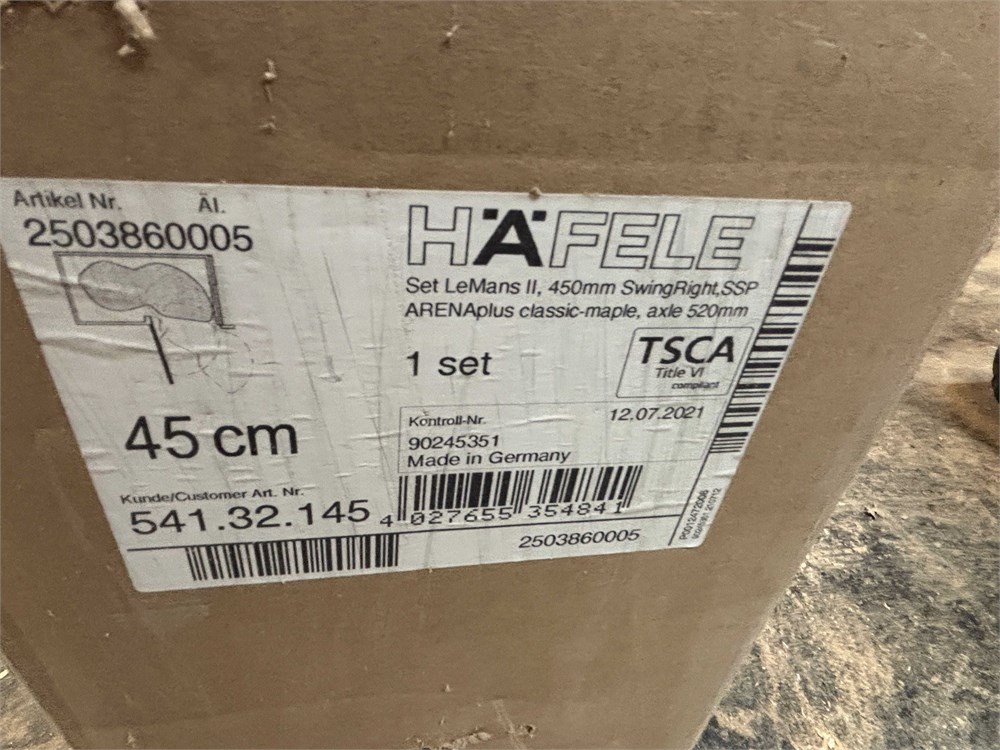 Artikel Nr. Äl.
2503860005
HÄFELE
Set LeMans II, 450mm SwingRight,SSP
ARENAplus classic-maple, axle 520mm
1 set
TSCA
Title VI
compliant
45 cm
Kontroll-Nr. 12.07.2021
90245351
Made in Germany
Kunde/Customer Art. Nr.
541.32.145
4 027655 354841
2503860005